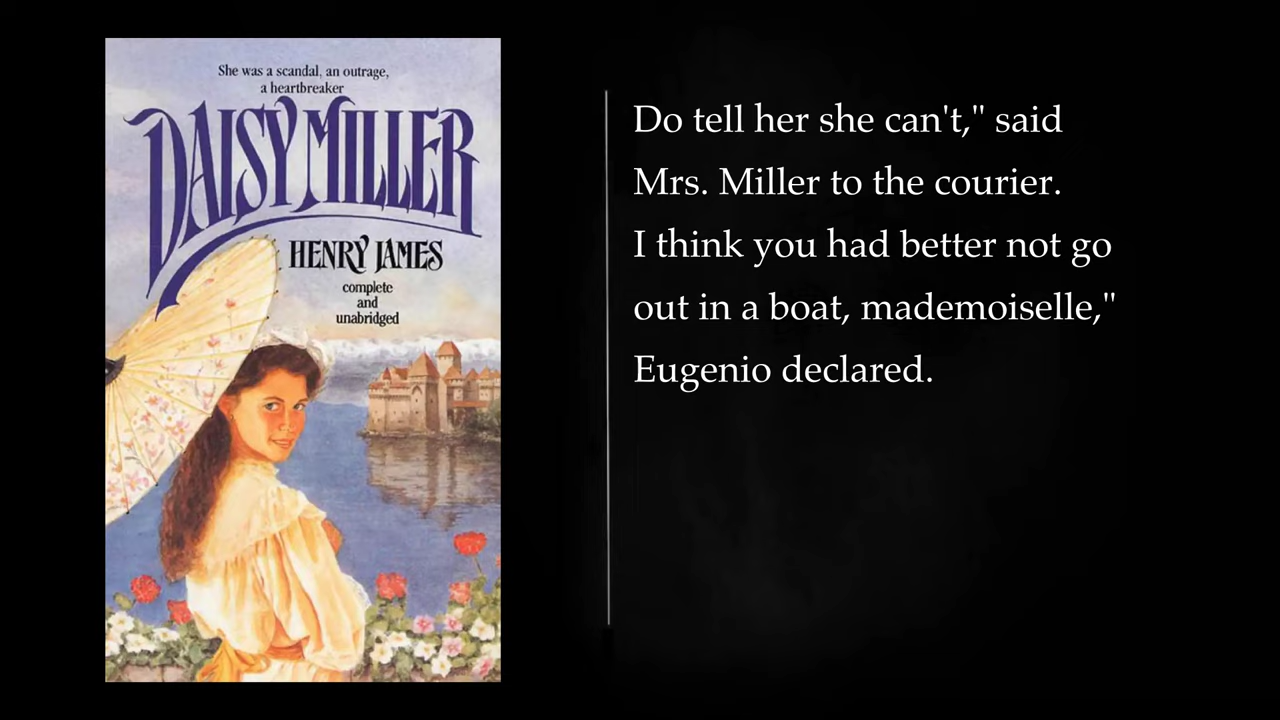 She was a scandal, an outrage,
a heartbreaker
DAISY MILLER
HENRY JAMES
complete
and
unabridged
Do tell her she can't," said
Mrs. Miller to the courier.
I think you had better not go
out in a boat, mademoiselle,"
Eugenio declared.